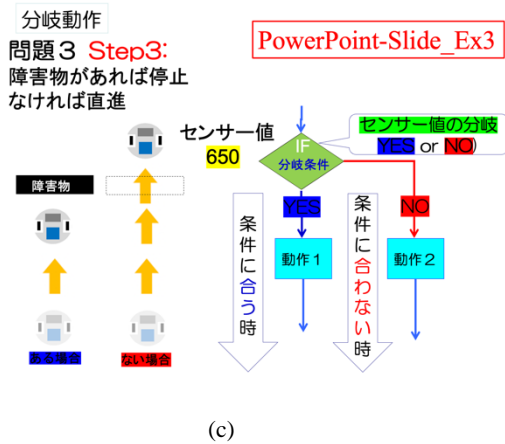 分岐動作
PowerPoint-Slide_Ex3
問題3 Step3:
障害物があれば停止
なければ直進
センサー値
650
センサー値の分岐
YES or NO)
IF
分岐条件
障害物
YES
NO
条件に合う時
動作1
条件に合わない時
動作2
ある場合
ない場合
(c)